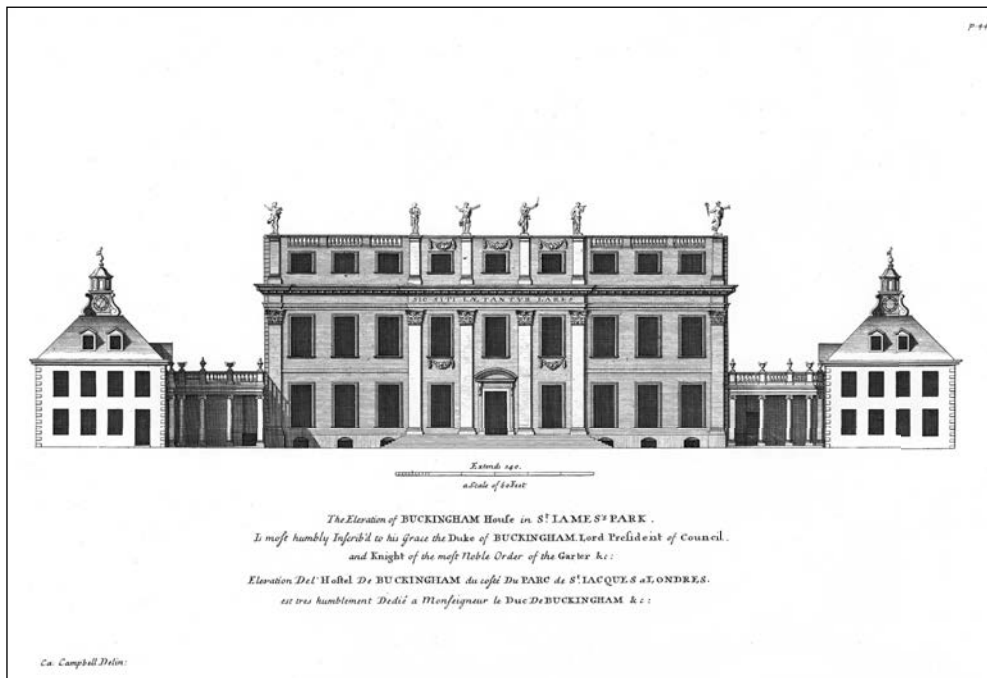 p. 44
SIC SITI LÆTANTVR LARES
Extends 140.
a Scale of 60 Feet
The Elevation of BUCKINGHAM House in Sᵗ. IAMES'S PARK.
Is moſt humbly Inſcrib'd to his Grace the Duke of BUCKINGHAM. Lord Preſident of Council.
and Knight of the moſt Noble Order of the Garter &c:
Elevation Del' Hoſtel De BUCKINGHAM du coſté Du PARC de Sᵗ. IACQUES a LONDRES.
est tres humblement Dedié a Monſeigneur le Duc De BUCKINGHAM &c:
Ca. Campbell Delin: